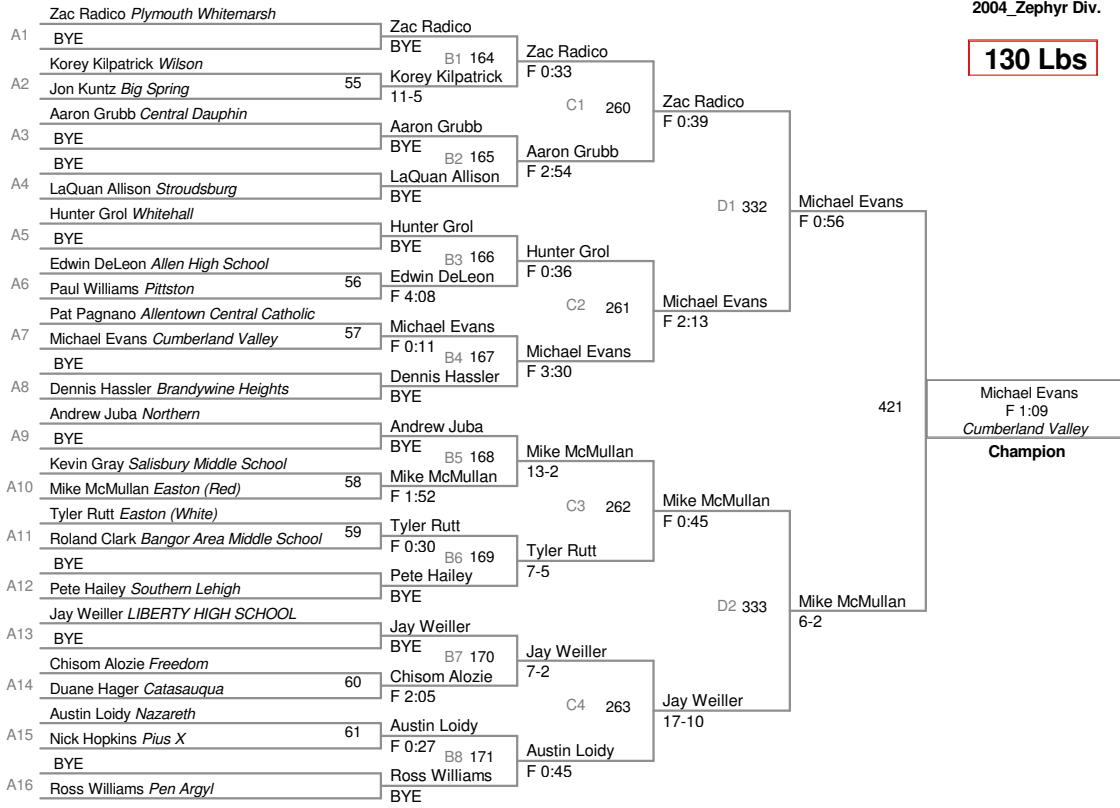 2004_Zephyr Div.
130 Lbs
Zac Radico Plymouth Whitemarsh
A1
BYE
Korey Kilpatrick Wilson
A2
55
Jon Kuntz Big Spring
Aaron Grubb Central Dauphin
A3
BYE
BYE
A4
LaQuan Allison Stroudsburg
Hunter Grol Whitehall
A5
BYE
Edwin DeLeon Allen High School
A6
56
Paul Williams Pittston
Pat Pagnano Allentown Central Catholic
A7
57
Michael Evans Cumberland Valley
BYE
A8
Dennis Hassler Brandywine Heights
Andrew Juba Northern
A9
BYE
Kevin Gray Salisbury Middle School
A10
58
Mike McMullan Easton (Red)
Tyler Rutt Easton (White)
A11
59
Roland Clark Bangor Area Middle School
BYE
A12
Pete Hailey Southern Lehigh
Jay Weiller LIBERTY HIGH SCHOOL
A13
BYE
Chisom Alozie Freedom
A14
60
Duane Hager Catasauqua
Austin Loidy Nazareth
A15
61
Nick Hopkins Pius X
BYE
A16
Ross Williams Pen Argyl
Zac Radico
BYE
B1 164
Korey Kilpatrick
11-5
Aaron Grubb
BYE
B2 165
LaQuan Allison
BYE
Hunter Grol
BYE
B3 166
Edwin DeLeon
F 4:08
Michael Evans
F 0:11
B4 167
Dennis Hassler
BYE
Andrew Juba
BYE
B5 168
Mike McMullan
F 1:52
Tyler Rutt
F 0:30
B6 169
Pete Hailey
BYE
Jay Weiller
BYE
B7 170
Chisom Alozie
F 2:05
Austin Loidy
F 0:27
B8 171
Ross Williams
BYE
Zac Radico
F 0:33
C1 260
Aaron Grubb
F 2:54
Hunter Grol
F 0:36
C2 261
Michael Evans
F 3:30
Mike McMullan
13-2
C3 262
Tyler Rutt
7-5
Jay Weiller
7-2
C4 263
Austin Loidy
F 0:45
Zac Radico
F 0:39
D1 332
Michael Evans
F 2:13
Mike McMullan
F 0:45
D2 333
Jay Weiller
17-10
Michael Evans
F 0:56
421
Mike McMullan
6-2
Michael Evans
F 1:09
Cumberland Valley
Champion